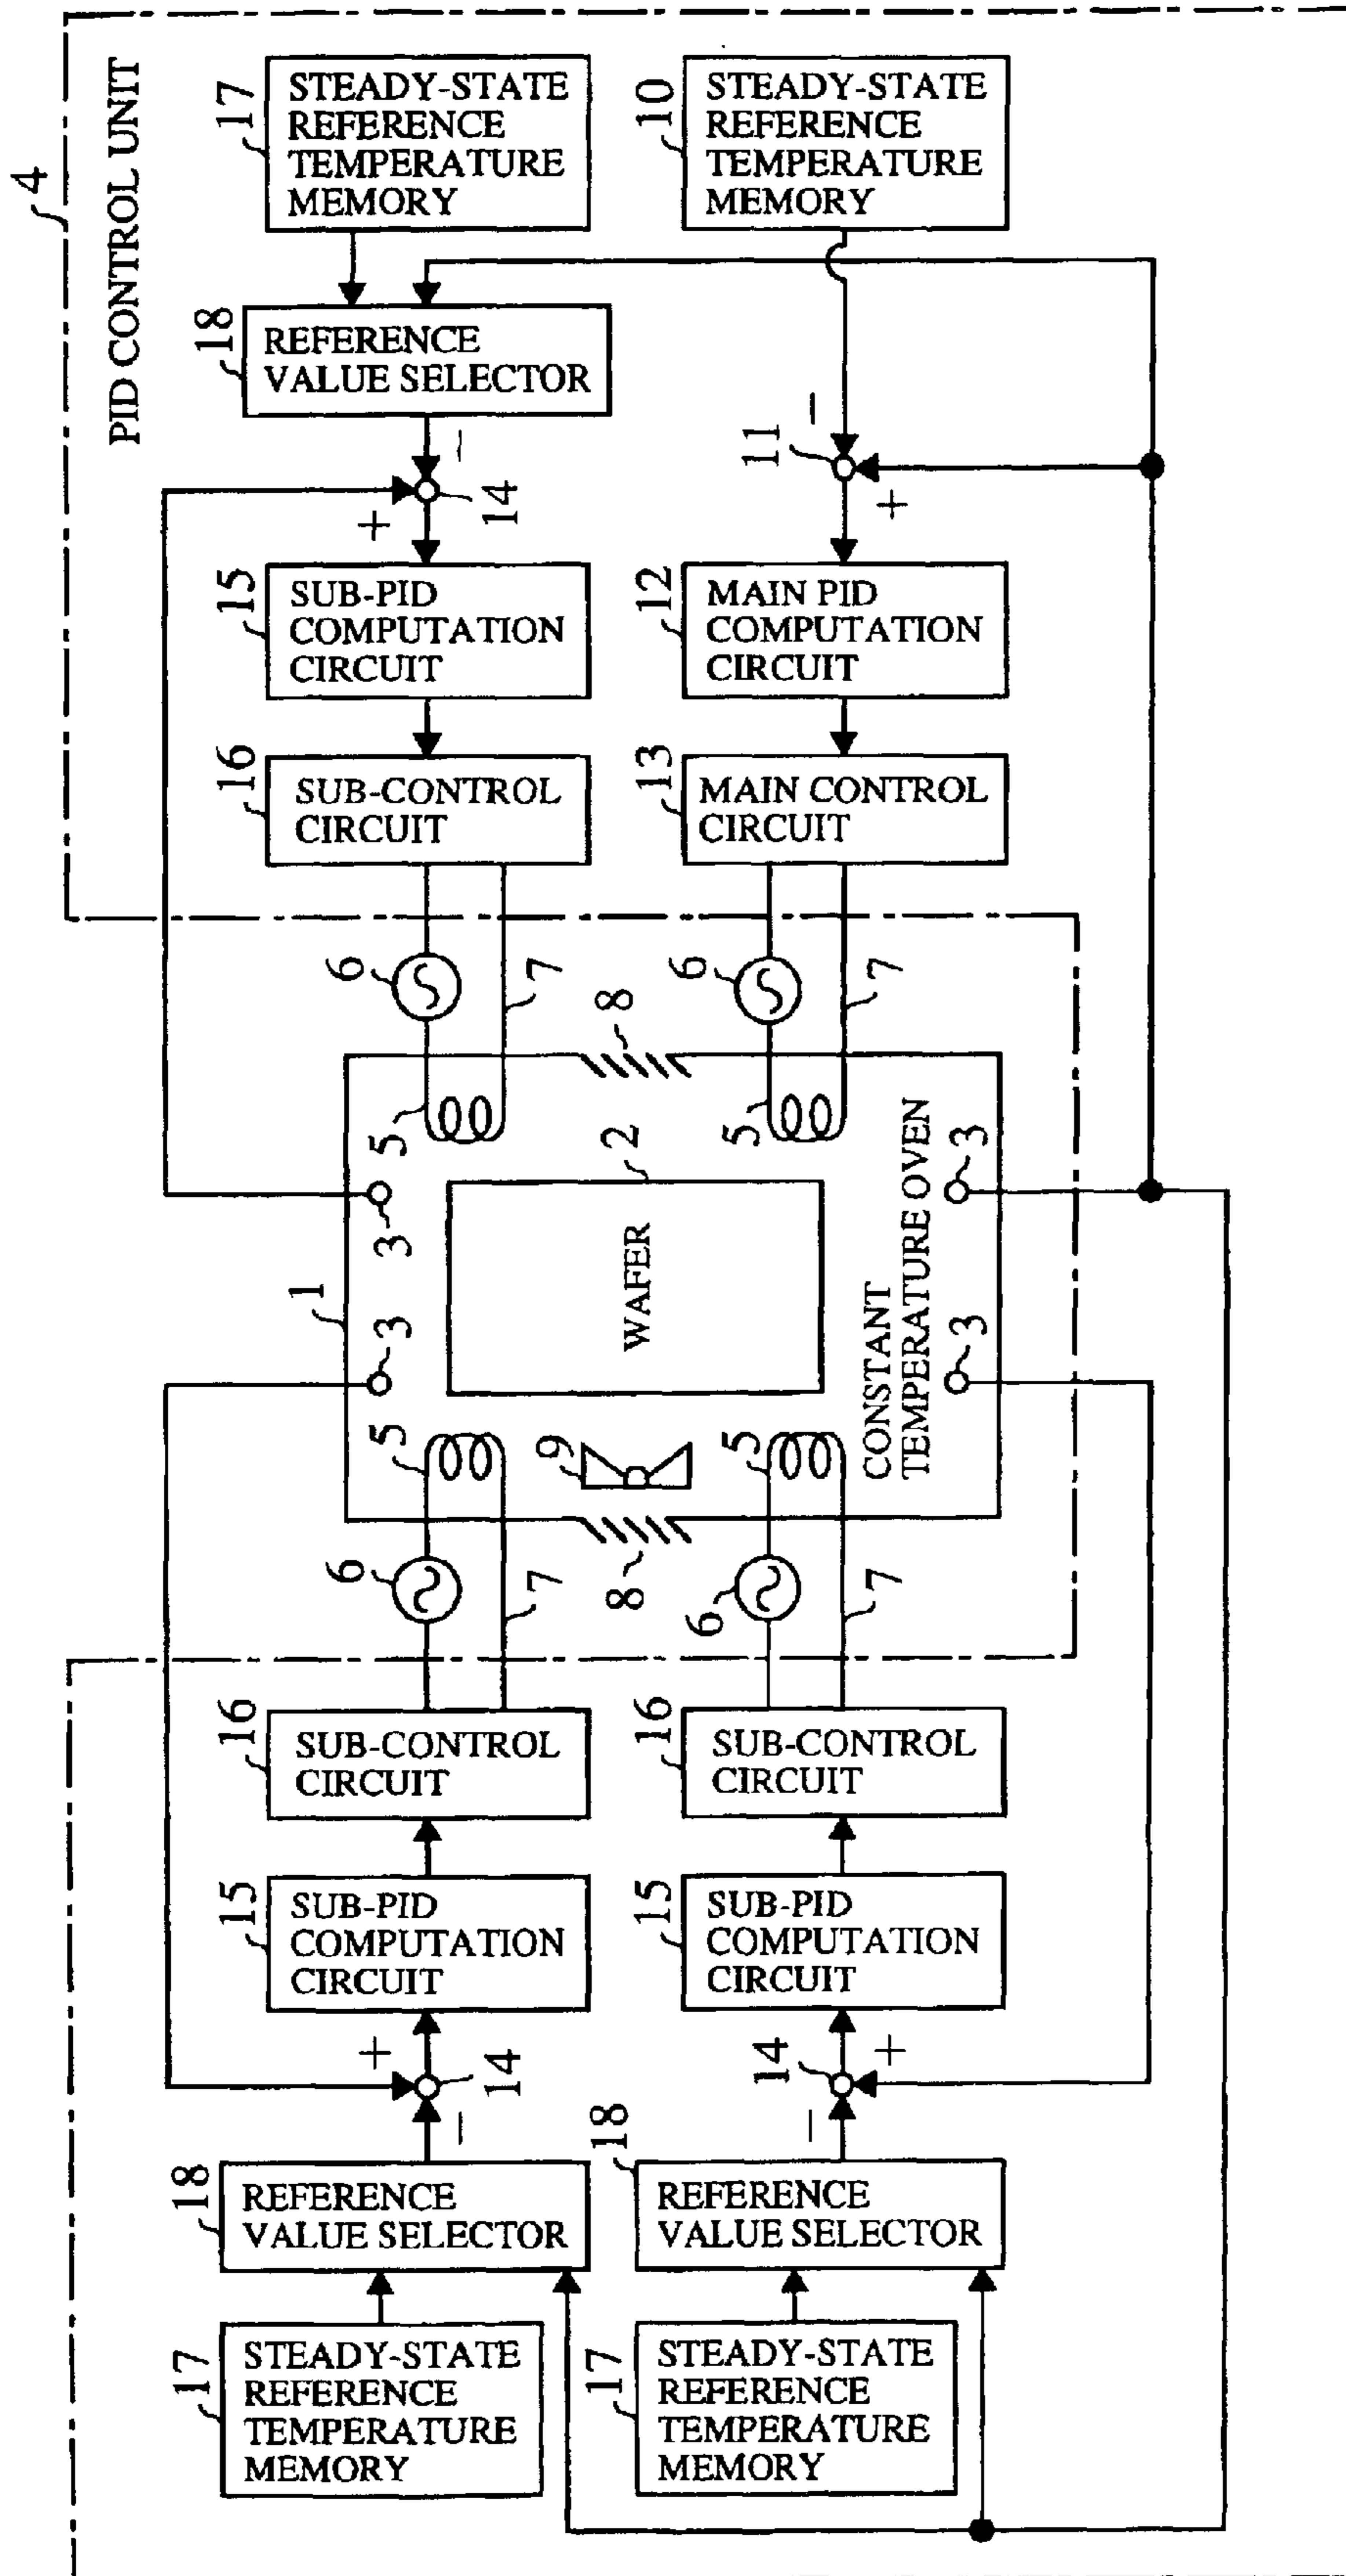 4
PID CONTROL UNIT
17
STEADY-STATE
REFERENCE
TEMPERATURE
MEMORY
10
STEADY-STATE
REFERENCE
TEMPERATURE
MEMORY
18
REFERENCE
VALUE SELECTOR
−
+
14
11
−
+
15
SUB-PID
COMPUTATION
CIRCUIT
12
MAIN PID
COMPUTATION
CIRCUIT
16
SUB-CONTROL
CIRCUIT
13
MAIN CONTROL
CIRCUIT
6
7
8
6
7
5
5
1
3
3
2
WAFER
3
3
CONSTANT
TEMPERATURE OVEN
5
9
5
6
7
8
6
7
16
SUB-CONTROL
CIRCUIT
16
SUB-CONTROL
CIRCUIT
15
SUB-PID
COMPUTATION
CIRCUIT
15
SUB-PID
COMPUTATION
CIRCUIT
+
14
−
14
+
−
18
REFERENCE
VALUE SELECTOR
18
REFERENCE
VALUE SELECTOR
17
STEADY-STATE
REFERENCE
TEMPERATURE
MEMORY
17
STEADY-STATE
REFERENCE
TEMPERATURE
MEMORY